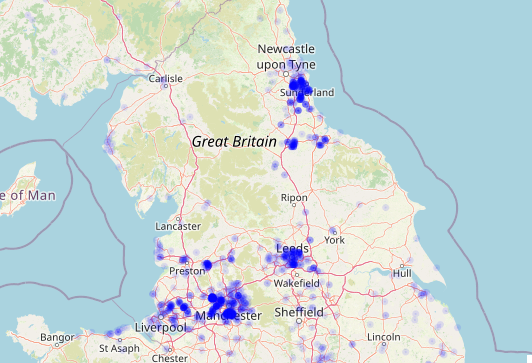 Newcastle
upon Tyne
Carlisle
Sunderland
Great Britain
e of Man
Ripon
Lancaster
York
Leeds
Preston
Hull
Wakefield
Manchester
Sheffield
Liverpool
Bangor
St Asaph
Lincoln
Chester